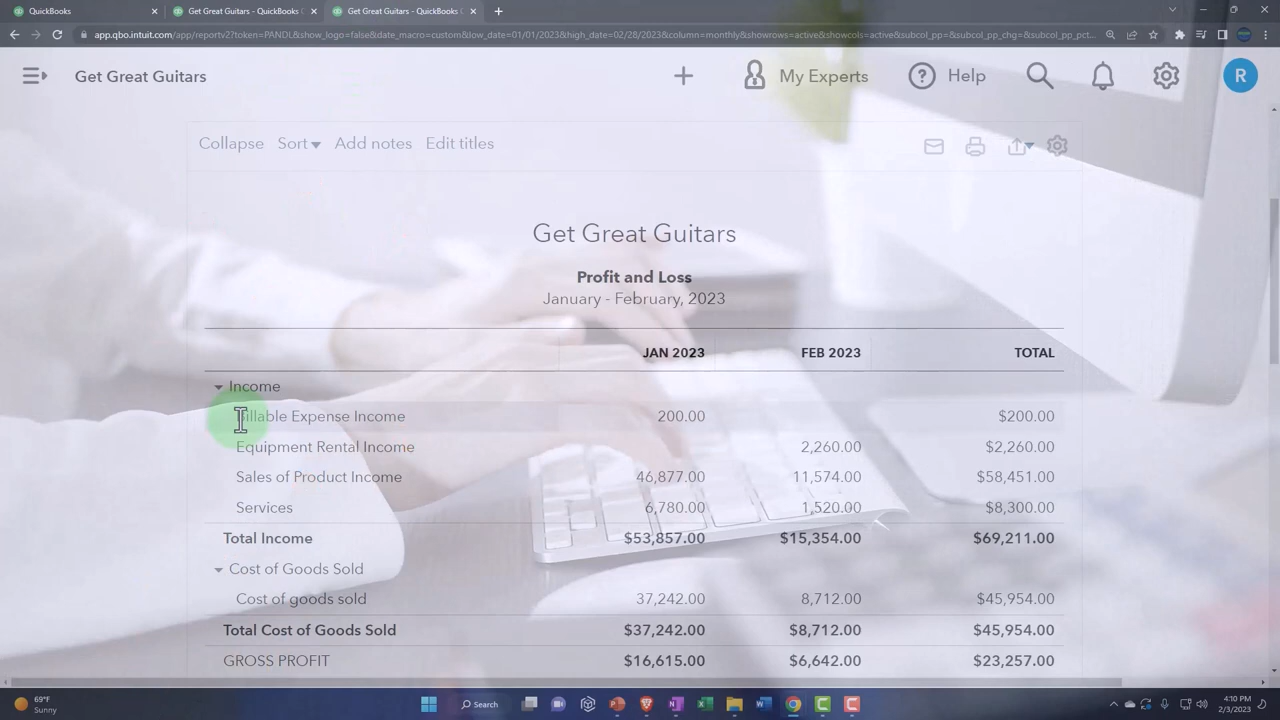 QuickBooks
Get Great Guitars - QuickBooks
Get Great Guitars - QuickBooks
app.qbo.intuit.com/app/reportv2?token=PANDL&show_logo=false&date_macro=custom&low_date=01/01/2023&high_date=02/28/2023&column=monthly&showrows=active&showcols=active&subcol_pp=&subcol_pp_chg=&subcol_pp_pct...
Get Great Guitars
My Experts
Help
R
Collapse Sort Add notes Edit titles
Get Great Guitars
Profit and Loss
January - February, 2023
JAN 2023 FEB 2023 TOTAL
Income
Billable Expense Income 200.00 $200.00
Equipment Rental Income 2,260.00 $2,260.00
Sales of Product Income 46,877.00 11,574.00 $58,451.00
Services 6,780.00 1,520.00 $8,300.00
Total Income $53,857.00 $15,354.00 $69,211.00
Cost of Goods Sold
Cost of goods sold 37,242.00 8,712.00 $45,954.00
Total Cost of Goods Sold $37,242.00 $8,712.00 $45,954.00
GROSS PROFIT $16,615.00 $6,642.00 $23,257.00
69°F
Sunny
Search
4:10 PM
2/3/2023